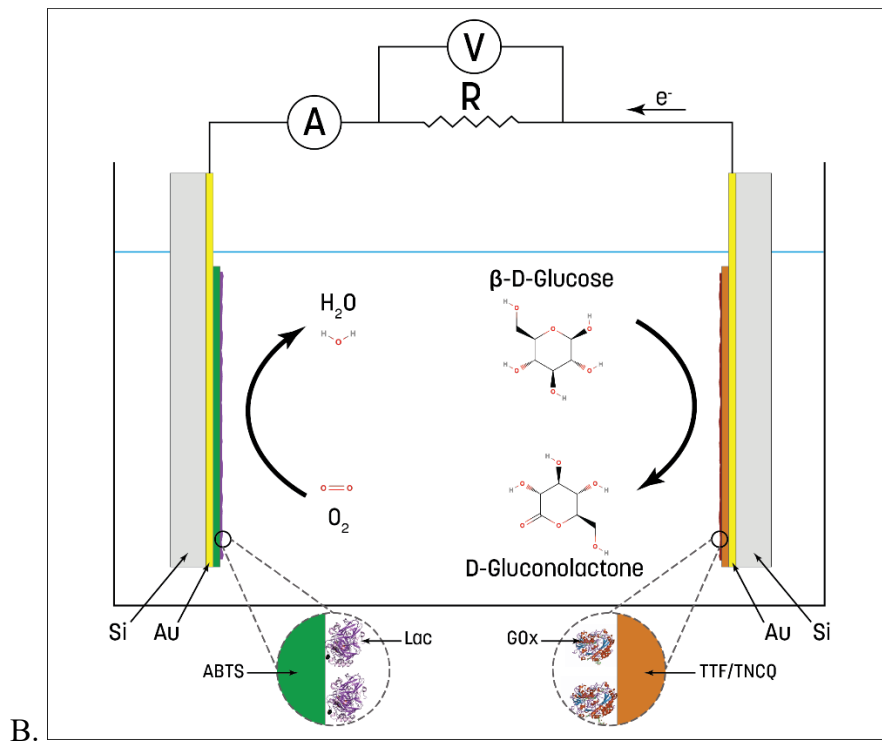 V
R
A
e-
β-D-Glucose
H₂O
H H
O
H O
O O H
H O O H
O
H
O O
O₂
H O O H
H O O H
O O
O
H
D-Gluconolactone
Si Au Au Si
Lac GOx
ABTS TTF/TNCQ
B.